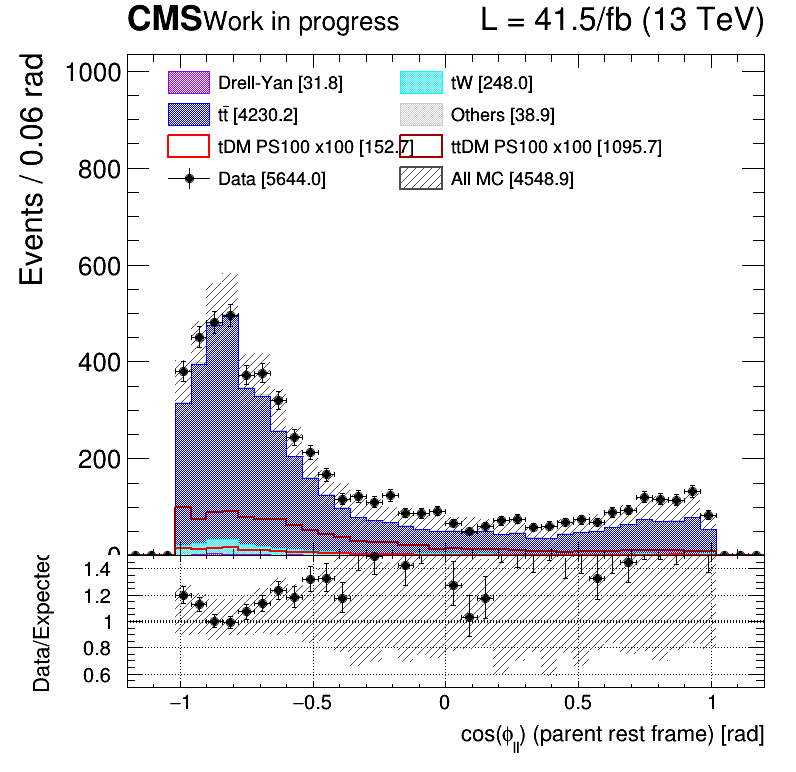 CMS Work in progress L = 41.5/fb (13 TeV)
Events / 0.06 rad
1000
800
600
400
200
0
Drell-Yan [31.8]
tW [248.0]
tt̄ [4230.2]
Others [38.9]
tDM PS100 x100 [152.7]
ttDM PS100 x100 [1095.7]
Data [5644.0]
All MC [4548.9]
Data/Expected
1.4
1.2
1
0.8
0.6
−1 −0.5 0 0.5 1
cos(ϕ_ll) (parent rest frame) [rad]